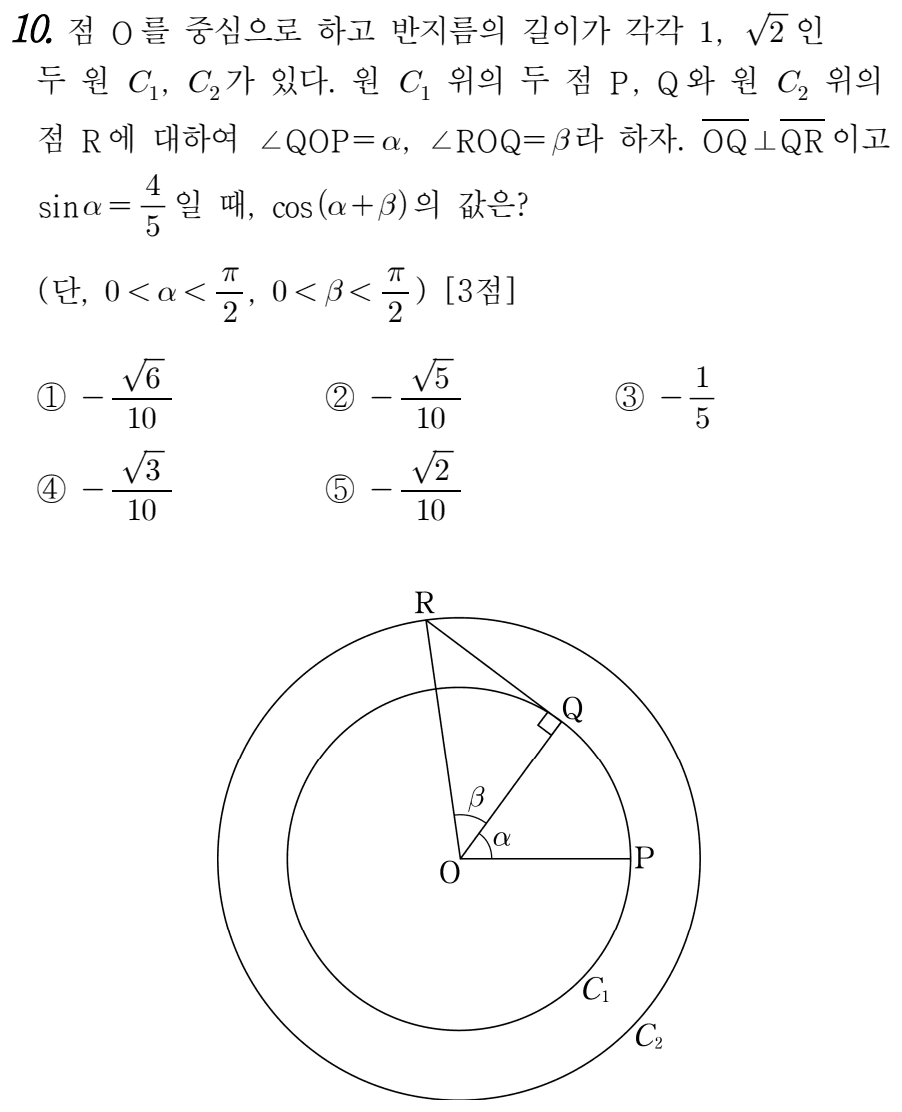 10. 점 O를 중심으로 하고 반지름의 길이가 각각 1, √2 인
두 원 C₁, C₂가 있다. 원 C₁ 위의 두 점 P, Q와 원 C₂ 위의
점 R에 대하여 ∠QOP=α, ∠ROQ=β라 하자. O̅Q̅⊥Q̅R̅이고
sinα=4/5 일 때, cos(α+β)의 값은?
(단, 0<α<π/2, 0<β<π/2) [3점]
① -√6/10 ② -√5/10 ③ -1/5
④ -√3/10 ⑤ -√2/10
R
Q
β
α
O
P
C₁
C₂